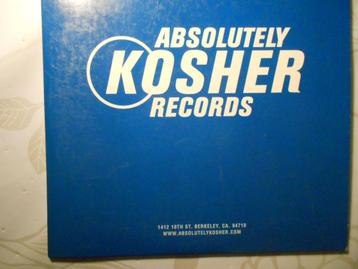 ABSOLUTELY
KOSHER
RECORDS
1412 10TH ST. BERKELEY, CA. 94710
WWW.ABSOLUTELYKOSHER.COM